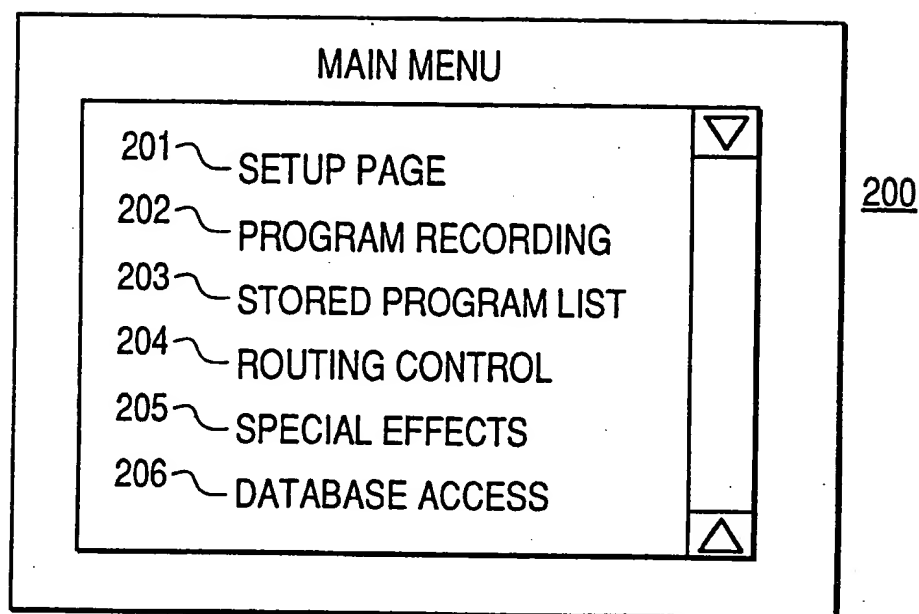 MAIN MENU
201 SETUP PAGE
200
202 PROGRAM RECORDING
203 STORED PROGRAM LIST
204 ROUTING CONTROL
205 SPECIAL EFFECTS
206 DATABASE ACCESS